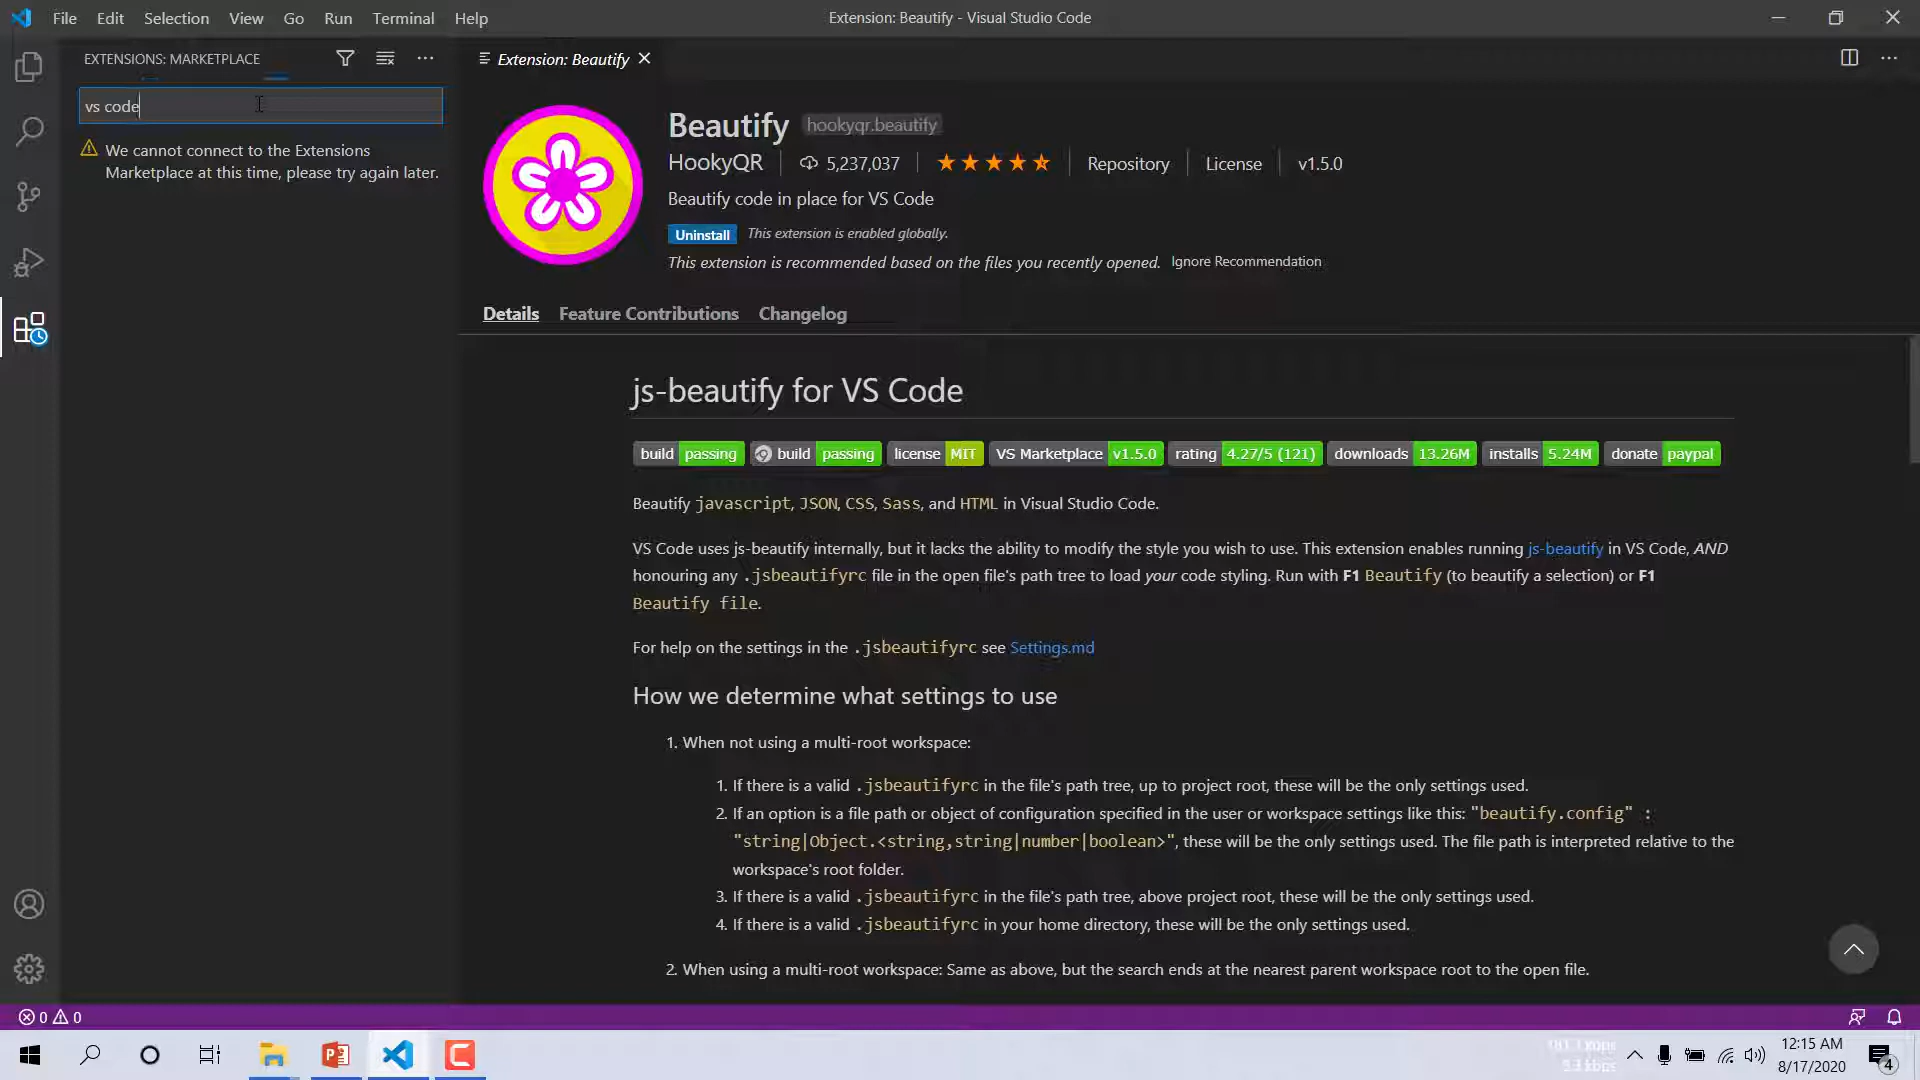 File Edit Selection View Go Run Terminal Help
Extension: Beautify - Visual Studio Code
EXTENSIONS: MARKETPLACE
vs code
We cannot connect to the Extensions
Marketplace at this time, please try again later.
Extension: Beautify
Beautify hookyqr.beautify
HookyQR 5,237,037 Repository License v1.5.0
Beautify code in place for VS Code
Uninstall This extension is enabled globally.
This extension is recommended based on the files you recently opened. Ignore Recommendation
Details Feature Contributions Changelog
js-beautify for VS Code
build passing build passing license MIT VS Marketplace v1.5.0 rating 4.27/5 (121) downloads 13.26M installs 5.24M donate paypal
Beautify javascript, JSON, CSS, Sass, and HTML in Visual Studio Code.
VS Code uses js-beautify internally, but it lacks the ability to modify the style you wish to use. This extension enables running js-beautify in VS Code, AND
honouring any .jsbeautifyrc file in the open file's path tree to load your code styling. Run with F1 Beautify (to beautify a selection) or F1
Beautify file.
For help on the settings in the .jsbeautifyrc see Settings.md
How we determine what settings to use
1. When not using a multi-root workspace:
1. If there is a valid .jsbeautifyrc in the file's path tree, up to project root, these will be the only settings used.
2. If an option is a file path or object of configuration specified in the user or workspace settings like this: "beautify.config" :
"string|Object.<string,string|number|boolean>", these will be the only settings used. The file path is interpreted relative to the
workspace's root folder.
3. If there is a valid .jsbeautifyrc in the file's path tree, above project root, these will be the only settings used.
4. If there is a valid .jsbeautifyrc in your home directory, these will be the only settings used.
2. When using a multi-root workspace: Same as above, but the search ends at the nearest parent workspace root to the open file.
0 0
12:15 AM
8/17/2020
4